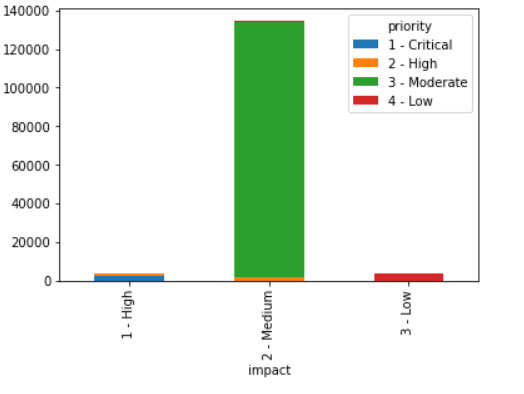 140000
120000
100000
80000
60000
40000
20000
0
priority
1 - Critical
2 - High
3 - Moderate
4 - Low
1 - High
2 - Medium
3 - Low
impact